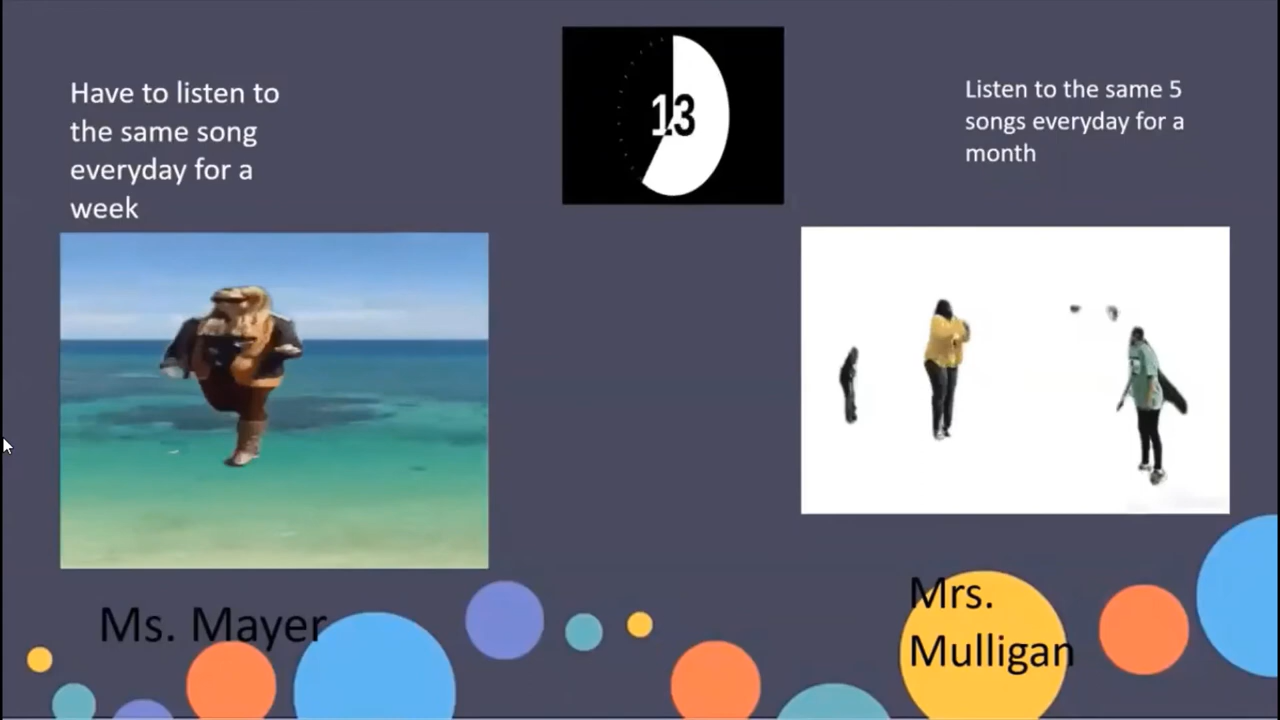 Have to listen to
the same song
everyday for a
week
13
Listen to the same 5
songs everyday for a
month
Ms. Mayer
Mrs.
Mulligan